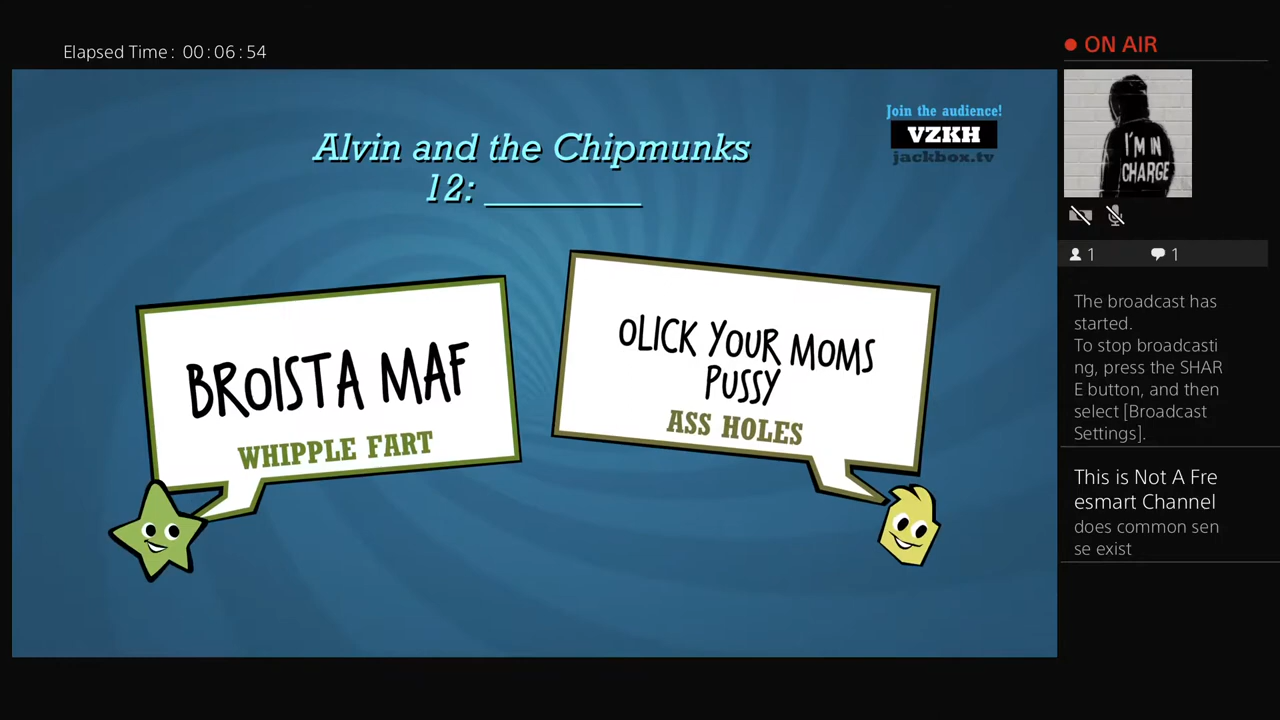 Elapsed Time: 00:06:54
ON AIR
Join the audience!
VZKH
jackbox.tv
Alvin and the Chipmunks
12: _________
I'M IN
CHARGE
1
1
BROISTA MAF
WHIPPLE FART
OLICK YOUR MOMS
PUSSY
ASS HOLES
The broadcast has
started.
To stop broadcasti
ng, press the SHAR
E button, and then
select [Broadcast
Settings].
This is Not A Fre
esmart Channel
does common sen
se exist